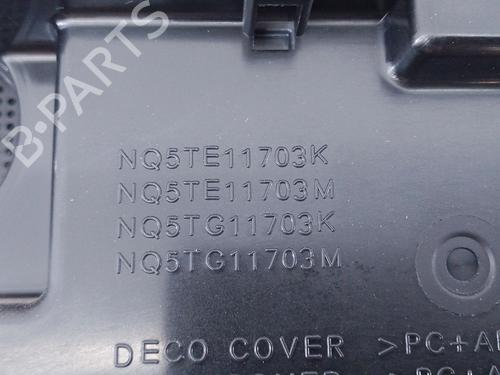 B-PARTS
NQ5TE11703K
NQ5TE11703M
NQ5TG11703K
NQ5TG11703M
DECO COVER >PC+A